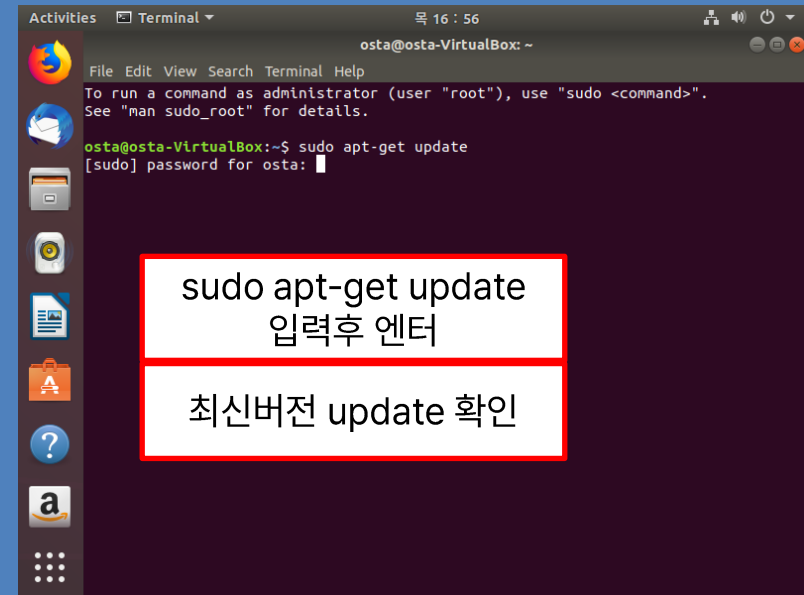 Activities Terminal 목 16 : 56
osta@osta-VirtualBox: ~
File Edit View Search Terminal Help
To run a command as administrator (user "root"), use "sudo <command>".
See "man sudo_root" for details.
osta@osta-VirtualBox:~$ sudo apt-get update
[sudo] password for osta:
sudo apt-get update
입력후 엔터
최신버전 update 확인